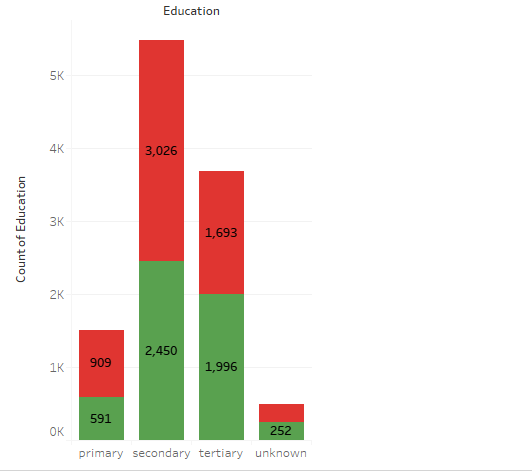 Education
Count of Education
5K
4K
3K
2K
1K
0K
909
591
3,026
2,450
1,693
1,996
252
primary secondary tertiary unknown